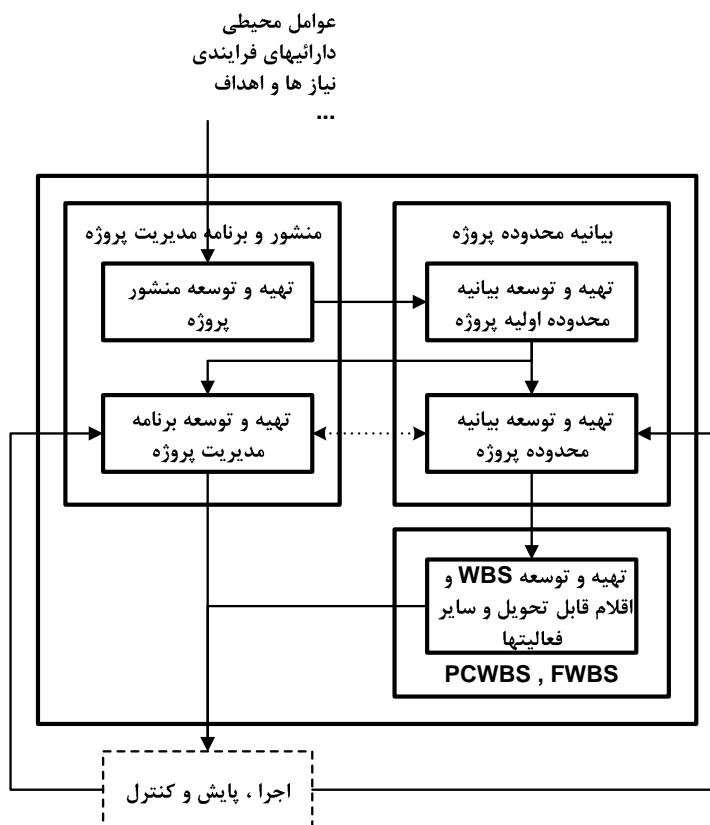 عوامل محیطی
دارائیهای فرایندی
نیاز ها و اهداف
...
منشور و برنامه مدیریت پروژه
بیانیه محدوده پروژه
تهیه و توسعه منشور
پروژه
تهیه و توسعه بیانیه
محدوده اولیه پروژه
تهیه و توسعه برنامه
مدیریت پروژه
تهیه و توسعه بیانیه
محدوده پروژه
تهیه و توسعه WBS و
اقلام قابل تحویل و سایر
فعالیتها
PCWBS , FWBS
اجرا ، پایش و کنترل